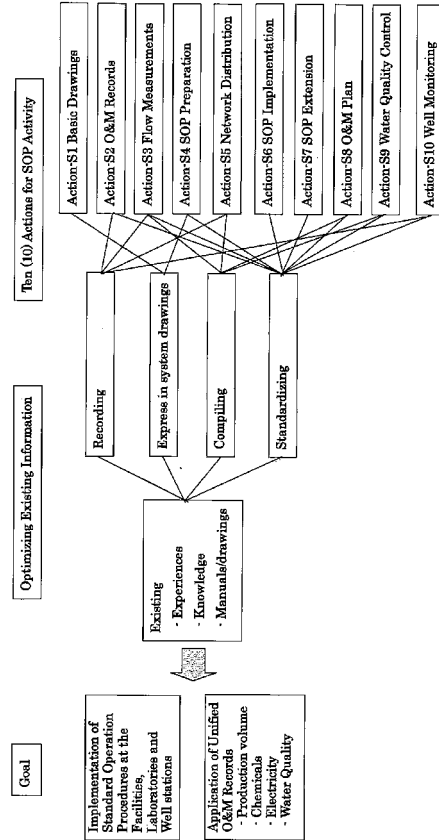 Goal
Optimizing Existing Information
Ten (10) Actions for SOP Activity
Implementation of
Standard Operation
Procedures at the
Facilities,
Laboratories and
Well stations
Application of Unified
O&M Records
- Production volume
- Chemicals
- Electricity
- Water Quality
Existing
- Experiences
- Knowledge
- Manuals/drawings
Recording
Express in system drawings
Compiling
Standardizing
Action-S1 Basic Drawings
Action-S2 O&M Records
Action-S3 Flow Measurements
Action-S4 SOP Preparation
Action-S5 Network Distribution
Action-S6 SOP Implementation
Action-S7 SOP Extension
Action-S8 O&M Plan
Action-S9 Water Quality Control
Action-S10 Well Monitoring